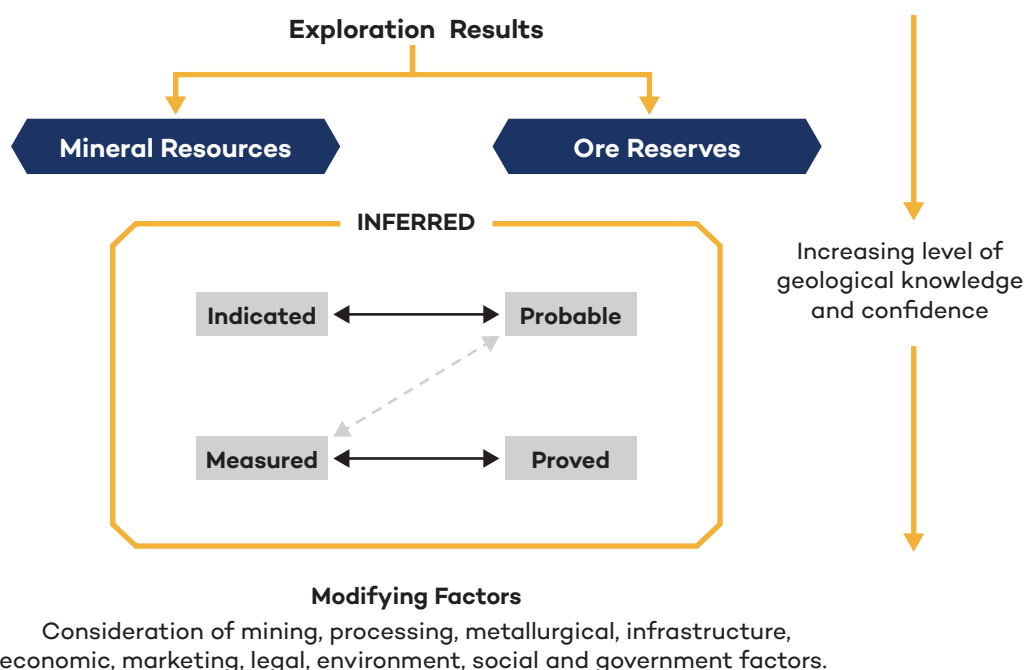 Exploration Results
Mineral Resources
Ore Reserves
INFERRED
Increasing level of
geological knowledge
and confidence
Indicated
Probable
Measured
Proved
Modifying Factors
Consideration of mining, processing, metallurgical, infrastructure,
economic, marketing, legal, environment, social and government factors.